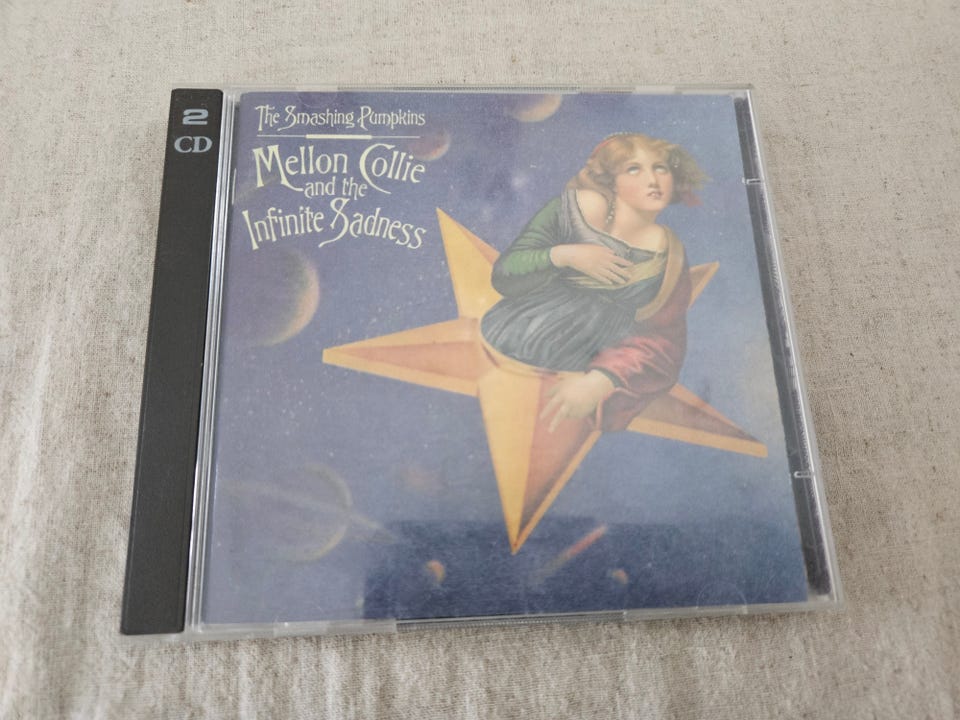 2
CD
The Smashing Pumpkins
Mellon Collie
and the
Infinite Sadness